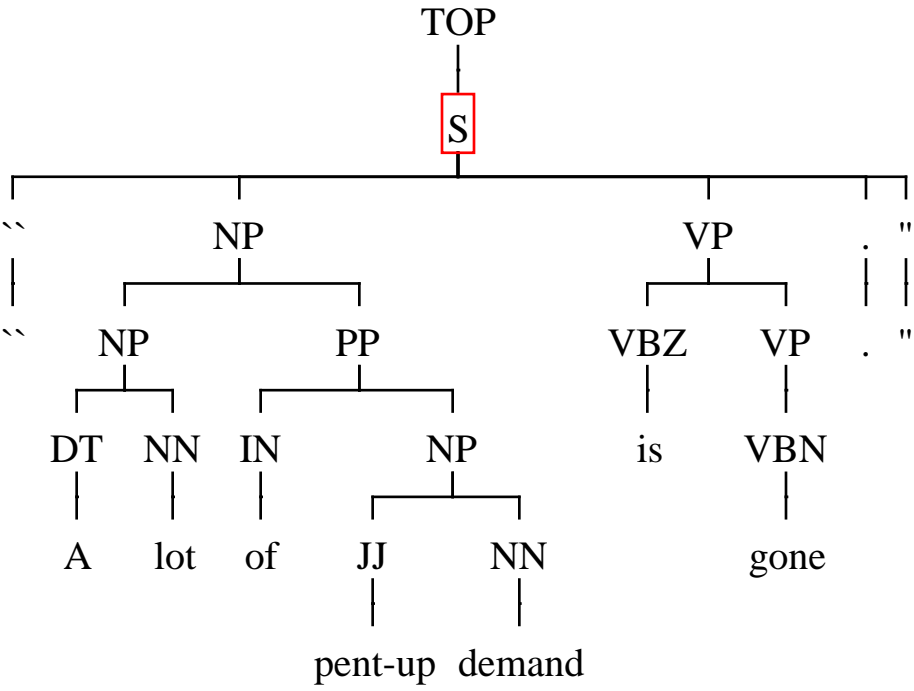 TOP
S
`` NP VP . "
`` NP PP VBZ VP . "
DT NN IN NP is VBN
A lot of JJ NN gone
pent-up demand